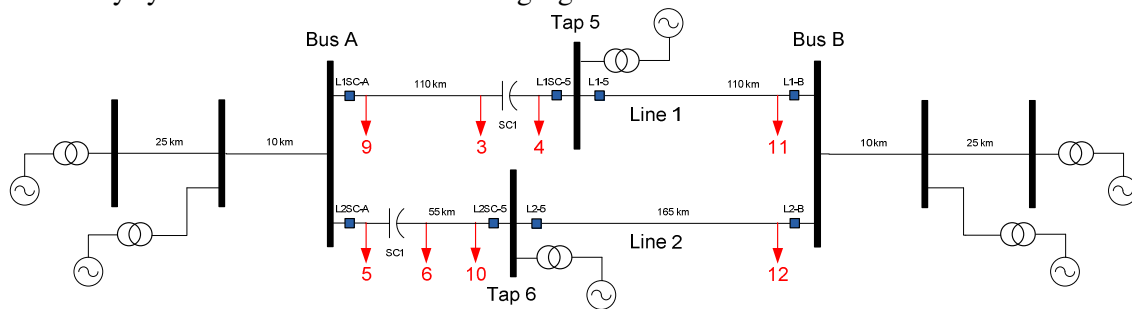 Tap 5
Bus A
Bus B
L1SC-A
110 km
L1SC-5
L1-5
110 km
L1-B
SC1
Line 1
25 km
10 km
9
3
4
11
10 km
25 km
L2SC-A
55 km
L2SC-5
L2-5
165 km
L2-B
SC1
Line 2
5
6
10
12
Tap 6